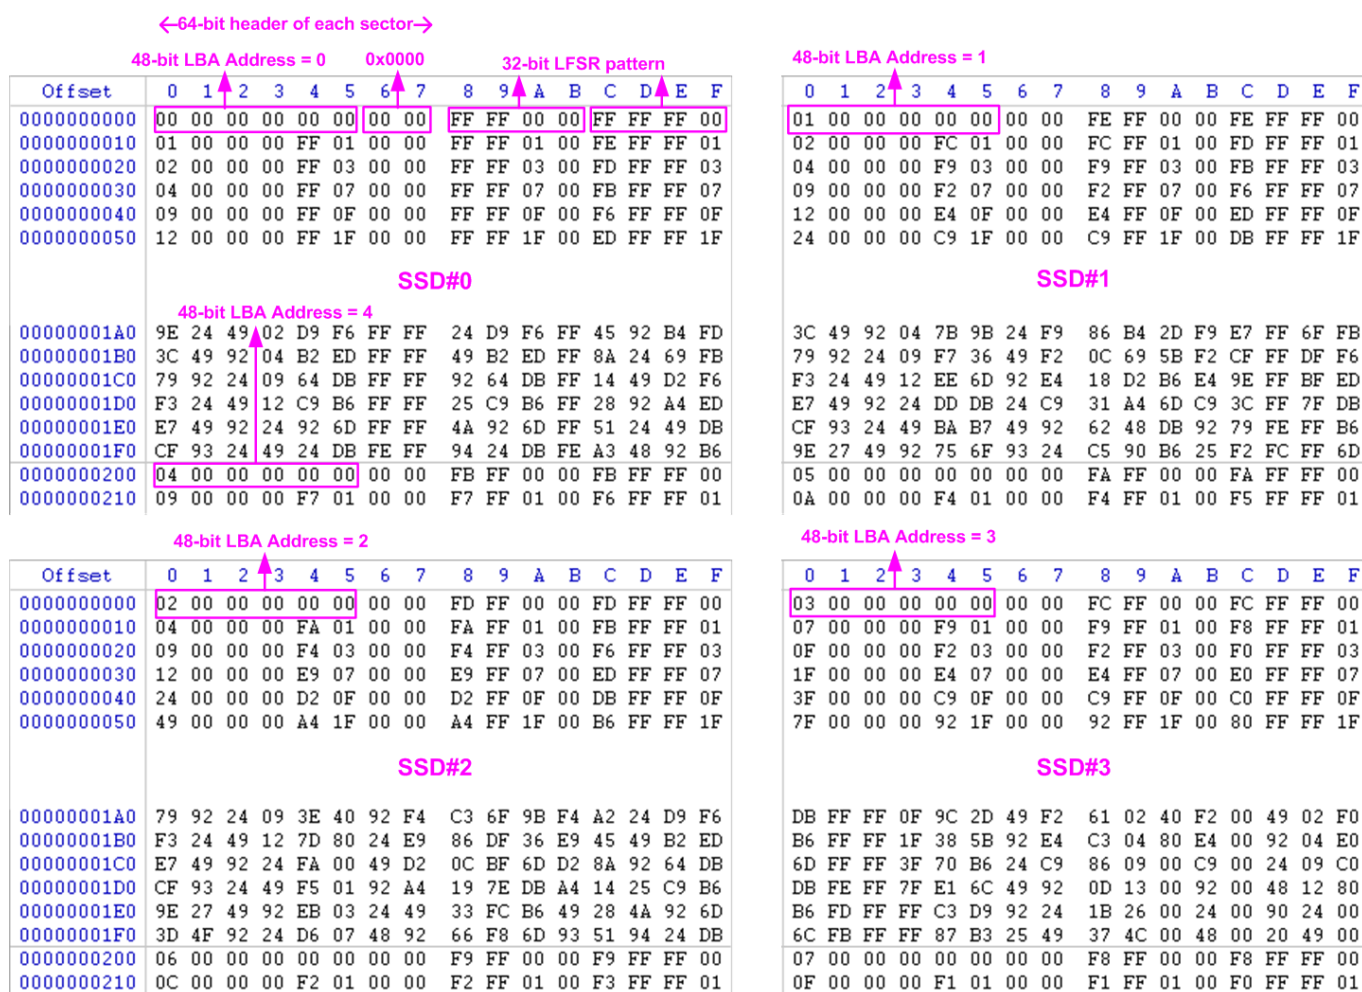 ←64-bit header of each sector→
48-bit LBA Address = 0 0x0000 32-bit LFSR pattern
Offset 0 1 2 3 4 5 6 7 8 9 A B C D E F
0000000000 00 00 00 00 00 00 00 00 FF FF 00 00 FF FF FF 00
0000000010 01 00 00 00 FF 01 00 00 FF FF 01 00 FE FF FF 01
0000000020 02 00 00 00 FF 03 00 00 FF FF 03 00 FD FF FF 03
0000000030 04 00 00 00 FF 07 00 00 FF FF 07 00 FB FF FF 07
0000000040 09 00 00 00 FF 0F 00 00 FF FF 0F 00 F6 FF FF 0F
0000000050 12 00 00 00 FF 1F 00 00 FF FF 1F 00 ED FF FF 1F
SSD#0
48-bit LBA Address = 4
00000001A0 9E 24 49 02 D9 F6 FF FF 24 D9 F6 FF 45 92 B4 FD
00000001B0 3C 49 92 04 B2 ED FF FF 49 B2 ED FF 8A 24 69 FB
00000001C0 79 92 24 09 64 DB FF FF 92 64 DB FF 14 49 D2 F6
00000001D0 F3 24 49 12 C9 B6 FF FF 25 C9 B6 FF 28 92 A4 ED
00000001E0 E7 49 92 24 92 6D FF FF 4A 92 6D FF 51 24 49 DB
00000001F0 CF 93 24 49 24 DB FE FF 94 24 DB FE A3 48 92 B6
0000000200 04 00 00 00 00 00 00 00 FB FF 00 00 FB FF FF 00
0000000210 09 00 00 00 F7 01 00 00 F7 FF 01 00 F6 FF FF 01
48-bit LBA Address = 1
0 1 2 3 4 5 6 7 8 9 A B C D E F
01 00 00 00 00 00 00 00 FE FF 00 00 FE FF FF 00
02 00 00 00 FC 01 00 00 FC FF 01 00 FD FF FF 01
04 00 00 00 F9 03 00 00 F9 FF 03 00 FB FF FF 03
09 00 00 00 F2 07 00 00 F2 FF 07 00 F6 FF FF 07
12 00 00 00 E4 0F 00 00 E4 FF 0F 00 ED FF FF 0F
24 00 00 00 C9 1F 00 00 C9 FF 1F 00 DB FF FF 1F
SSD#1
3C 49 92 04 7B 9B 24 F9 86 B4 2D F9 E7 FF 6F FB
79 92 24 09 F7 36 49 F2 0C 69 5B F2 CF FF DF F6
F3 24 49 12 EE 6D 92 E4 18 D2 B6 E4 9E FF BF ED
E7 49 92 24 DD DB 24 C9 31 A4 6D C9 3C FF 7F DB
CF 93 24 49 BA B7 49 92 62 48 DB 92 79 FE FF B6
9E 27 49 92 75 6F 93 24 C5 90 B6 25 F2 FC FF 6D
05 00 00 00 00 00 00 00 FA FF 00 00 FA FF FF 00
0A 00 00 00 F4 01 00 00 F4 FF 01 00 F5 FF FF 01
48-bit LBA Address = 2
Offset 0 1 2 3 4 5 6 7 8 9 A B C D E F
0000000000 02 00 00 00 00 00 00 00 FD FF 00 00 FD FF FF 00
0000000010 04 00 00 00 FA 01 00 00 FA FF 01 00 FB FF FF 01
0000000020 09 00 00 00 F4 03 00 00 F4 FF 03 00 F6 FF FF 03
0000000030 12 00 00 00 E9 07 00 00 E9 FF 07 00 ED FF FF 07
0000000040 24 00 00 00 D2 0F 00 00 D2 FF 0F 00 DB FF FF 0F
0000000050 49 00 00 00 A4 1F 00 00 A4 FF 1F 00 B6 FF FF 1F
SSD#2
00000001A0 79 92 24 09 3E 40 92 F4 C3 6F 9B F4 A2 24 D9 F6
00000001B0 F3 24 49 12 7D 80 24 E9 86 DF 36 E9 45 49 B2 ED
00000001C0 E7 49 92 24 FA 00 49 D2 0C BF 6D D2 8A 92 64 DB
00000001D0 CF 93 24 49 F5 01 92 A4 19 7E DB A4 14 25 C9 B6
00000001E0 9E 27 49 92 EB 03 24 49 33 FC B6 49 28 4A 92 6D
00000001F0 3D 4F 92 24 D6 07 48 92 66 F8 6D 93 51 94 24 DB
0000000200 06 00 00 00 00 00 00 00 F9 FF 00 00 F9 FF FF 00
0000000210 0C 00 00 00 F2 01 00 00 F2 FF 01 00 F3 FF FF 01
48-bit LBA Address = 3
0 1 2 3 4 5 6 7 8 9 A B C D E F
03 00 00 00 00 00 00 00 FC FF 00 00 FC FF FF 00
07 00 00 00 F9 01 00 00 F9 FF 01 00 F8 FF FF 01
0F 00 00 00 F2 03 00 00 F2 FF 03 00 F0 FF FF 03
1F 00 00 00 E4 07 00 00 E4 FF 07 00 E0 FF FF 07
3F 00 00 00 C9 0F 00 00 C9 FF 0F 00 C0 FF FF 0F
7F 00 00 00 92 1F 00 00 92 FF 1F 00 80 FF FF 1F
SSD#3
DB FF FF 0F 9C 2D 49 F2 61 02 40 F2 00 49 02 F0
B6 FF FF 1F 38 5B 92 E4 C3 04 80 E4 00 92 04 E0
6D FF FF 3F 70 B6 24 C9 86 09 00 C9 00 24 09 C0
DB FE FF 7F E1 6C 49 92 0D 13 00 92 00 48 12 80
B6 FD FF FF C3 D9 92 24 1B 26 00 24 00 90 24 00
6C FB FF FF 87 B3 25 49 37 4C 00 48 00 20 49 00
07 00 00 00 00 00 00 00 F8 FF 00 00 F8 FF FF 00
0F 00 00 00 F1 01 00 00 F1 FF 01 00 F0 FF FF 01